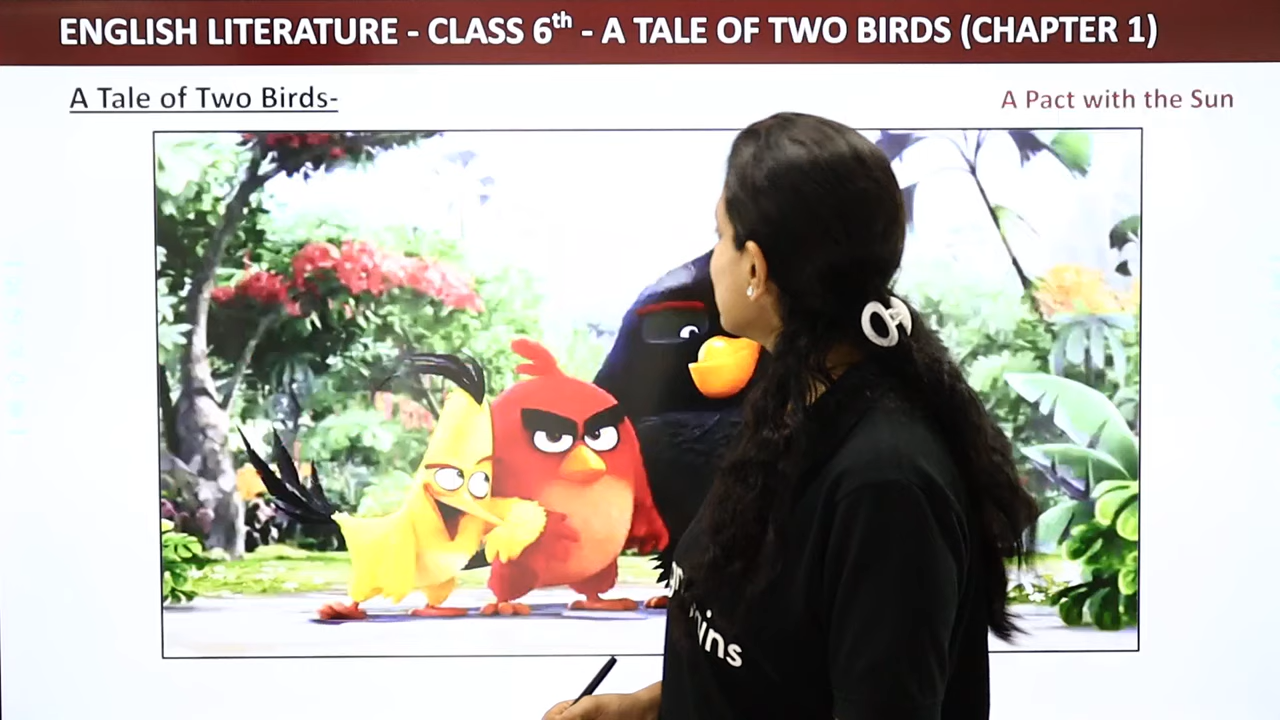 ENGLISH LITERATURE - CLASS 6th - A TALE OF TWO BIRDS (CHAPTER 1)
A Tale of Two Birds-
A Pact with the Sun